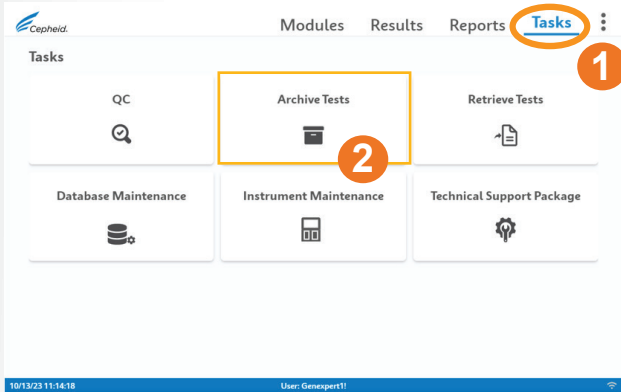 Cepheid.
Modules Results Reports Tasks
1
Tasks
QC Archive Tests Retrieve Tests
2
Database Maintenance Instrument Maintenance Technical Support Package
10/13/23 11:14:18 User: Genexpert1!